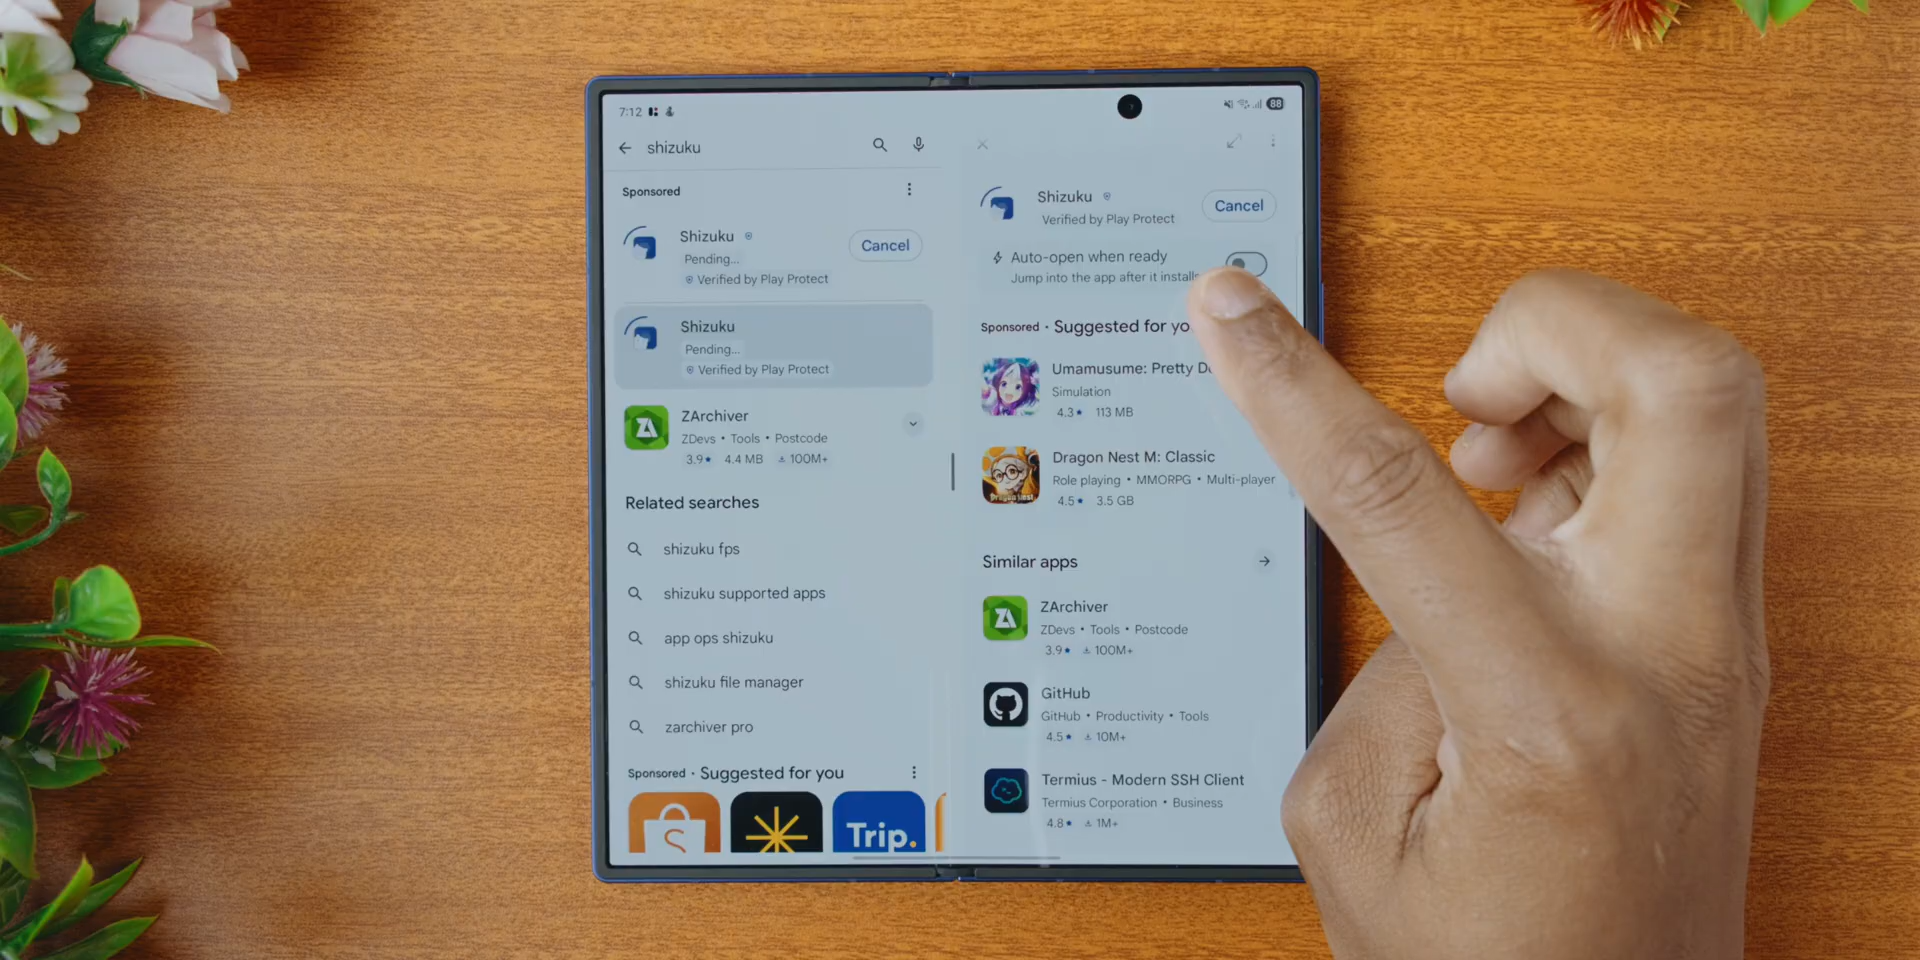 7:12
88
shizuku
Sponsored
Shizuku
Pending...
Verified by Play Protect
Cancel
Shizuku
Pending...
Verified by Play Protect
ZArchiver
ZDevs • Tools • Postcode
3.9★ 4.4 MB 100M+
Related searches
shizuku fps
shizuku supported apps
app ops shizuku
shizuku file manager
zarchiver pro
Sponsored · Suggested for you
S
Trip.
Shizuku
Verified by Play Protect
Cancel
Auto-open when ready
Jump into the app after it installs
Sponsored · Suggested for yo
Umamusume: Pretty D
Simulation
4.3★ 113 MB
Dragon Nest M: Classic
Role playing • MMORPG • Multi-player
4.5★ 3.5 GB
Similar apps
ZArchiver
ZDevs • Tools • Postcode
3.9★ 100M+
GitHub
GitHub • Productivity • Tools
4.5★ 10M+
Termius - Modern SSH Client
Termius Corporation • Business
4.8★ 1M+